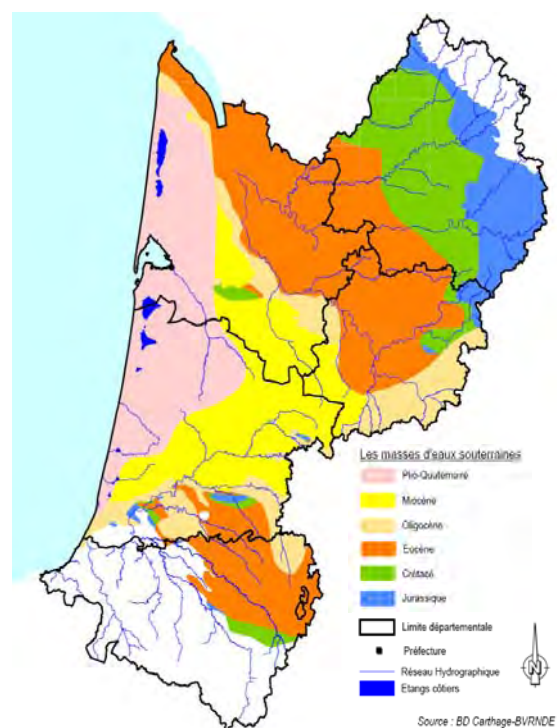 Les masses d'eaux souterraines
Plio-Quaternaire
Miocène
Oligocène
Eocène
Crétacé
Jurassique
Limite départementale
Préfecture
Réseau Hydrographique
Etangs côtiers
N
Source : BD Carthage-BVRNDE